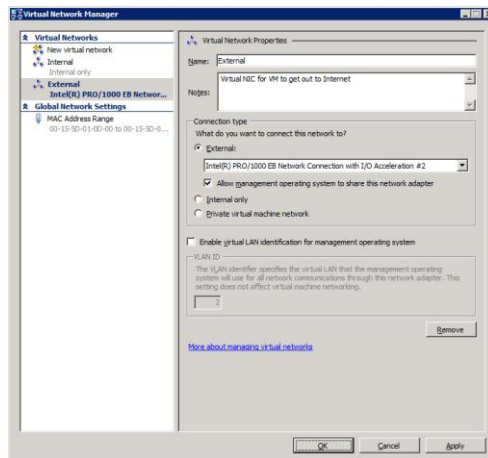 Virtual Network Manager
Virtual Networks
New virtual network
Internal
Internal only
External
Intel(R) PRO/1000 EB Networ...
Global Network Settings
MAC Address Range
00-15-5D-01-0D-00 to 00-15-5D-0...
Virtual Network Properties
Name: External
Notes: Virtual NIC for VM to get out to Internet
Connection type
What do you want to connect this network to?
External:
Intel(R) PRO/1000 EB Network Connection with I/O Acceleration #2
Allow management operating system to share this network adapter
Internal only
Private virtual machine network
Enable virtual LAN identification for management operating system
VLAN ID
The VLAN identifier specifies the virtual LAN that the management operating
system will use for all network communications through this network adapter. This
setting does not affect virtual machine networking.
2
Remove
More about managing virtual networks
OK Cancel Apply